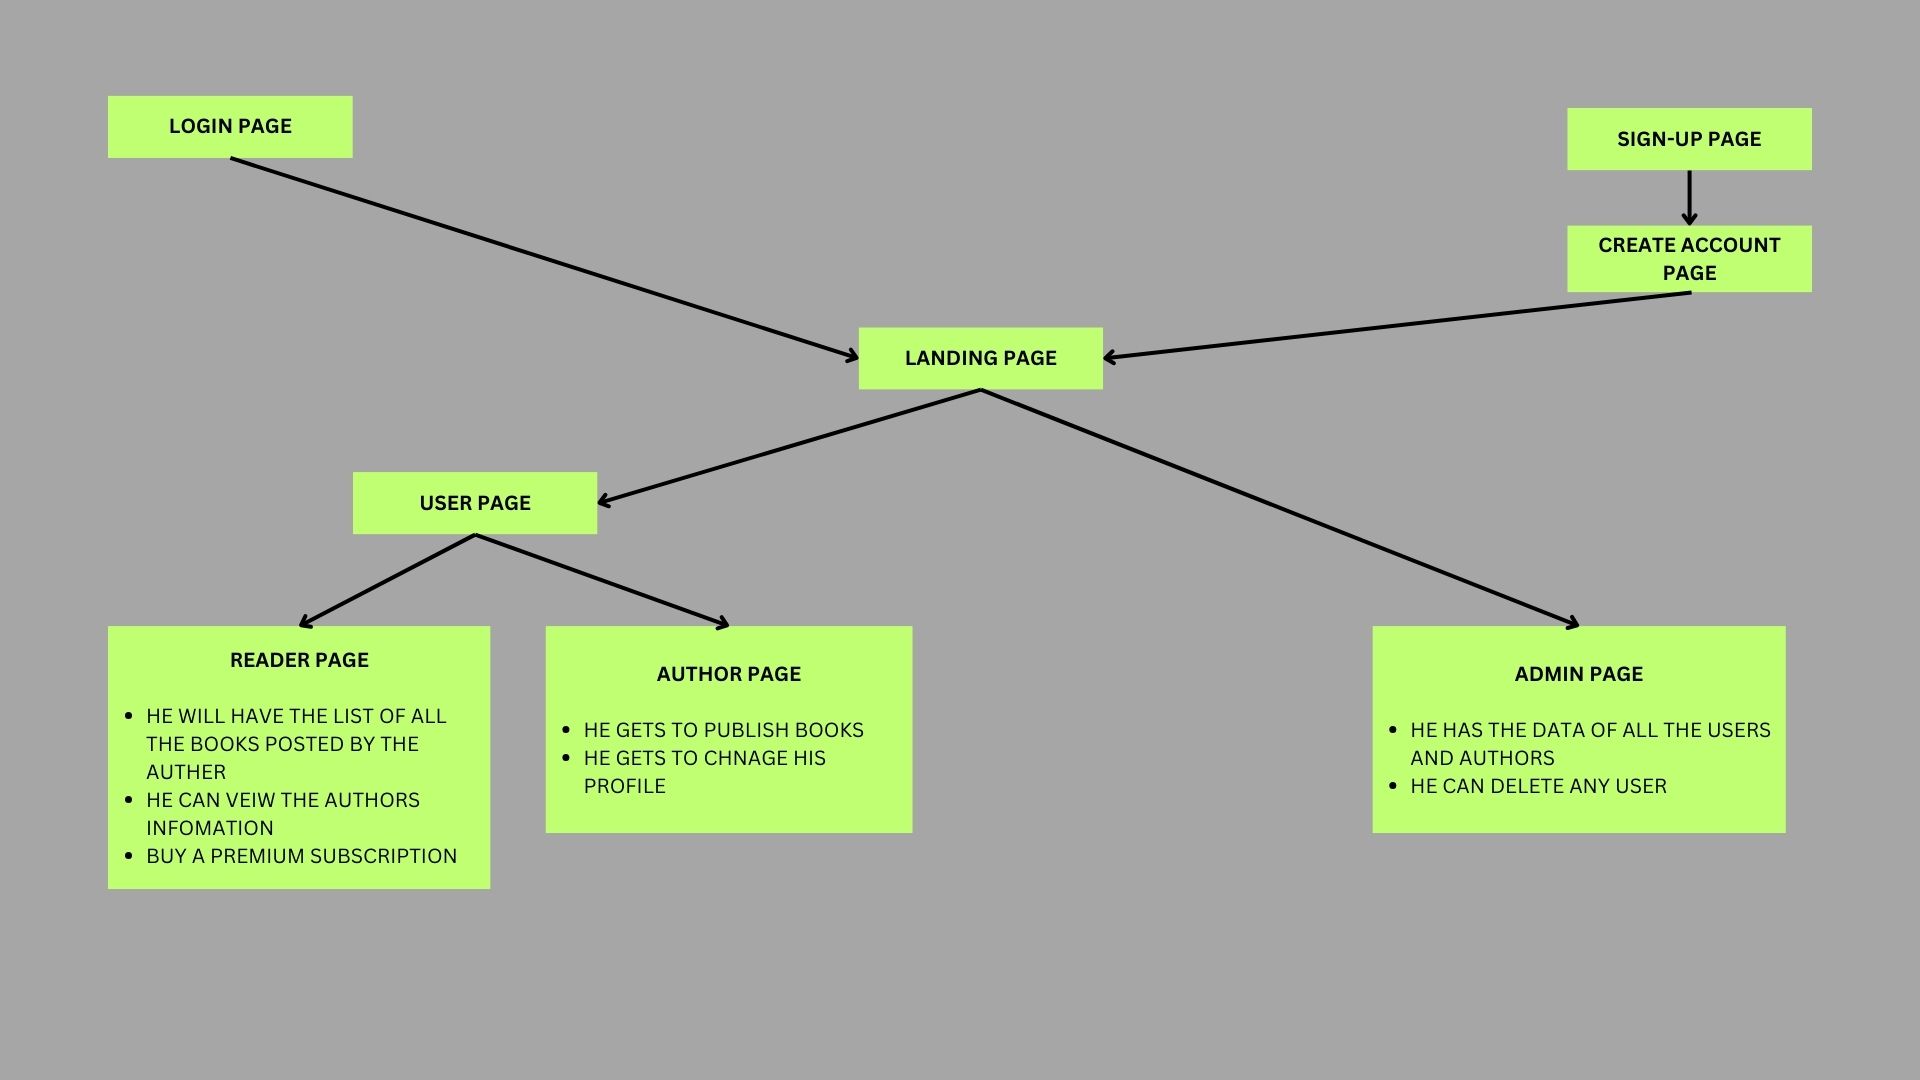 LOGIN PAGE
SIGN-UP PAGE
CREATE ACCOUNT
PAGE
LANDING PAGE
USER PAGE
READER PAGE
• HE WILL HAVE THE LIST OF ALL
THE BOOKS POSTED BY THE
AUTHER
• HE CAN VEIW THE AUTHORS
INFOMATION
• BUY A PREMIUM SUBSCRIPTION
AUTHOR PAGE
• HE GETS TO PUBLISH BOOKS
• HE GETS TO CHNAGE HIS
PROFILE
ADMIN PAGE
• HE HAS THE DATA OF ALL THE USERS
AND AUTHORS
• HE CAN DELETE ANY USER